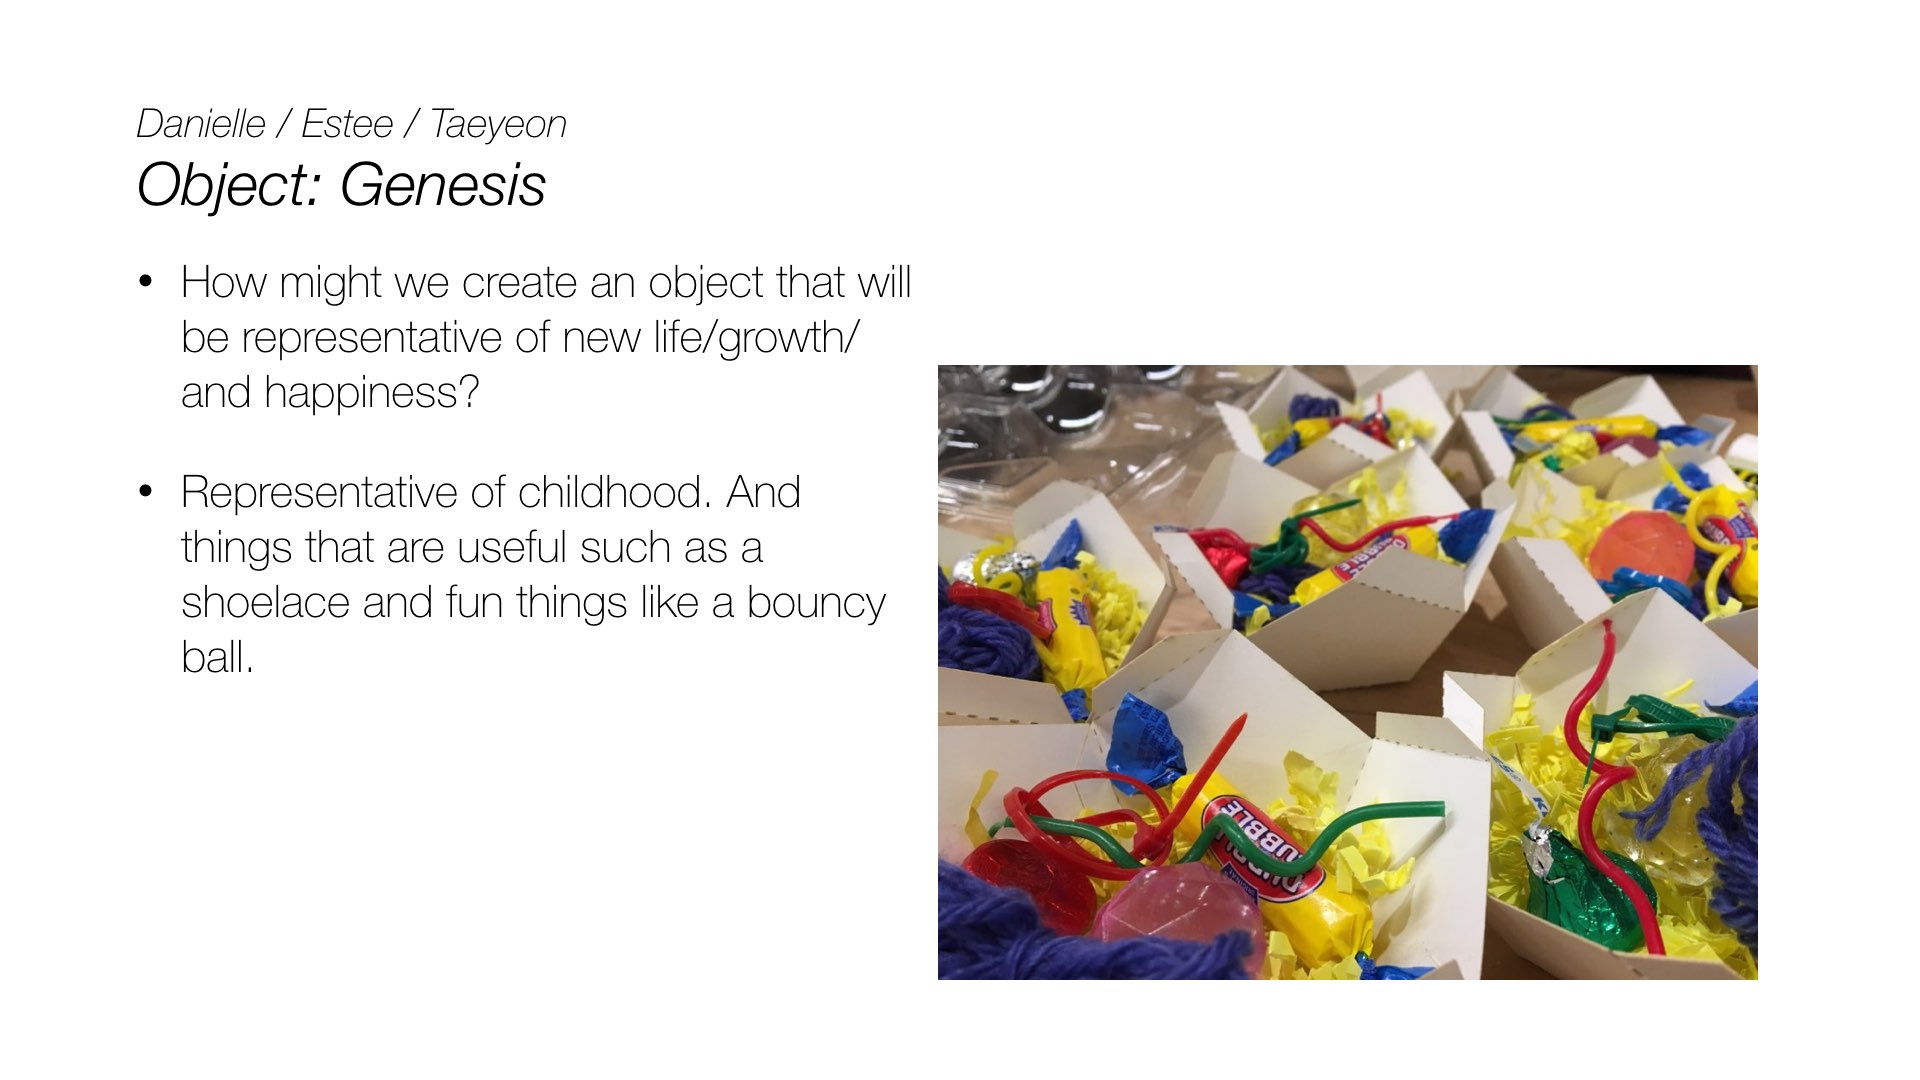 Danielle / Estee / Taeyeon
Object: Genesis
• How might we create an object that will
be representative of new life/growth/
and happiness?
• Representative of childhood. And
things that are useful such as a
shoelace and fun things like a bouncy
ball.
DUBBLE